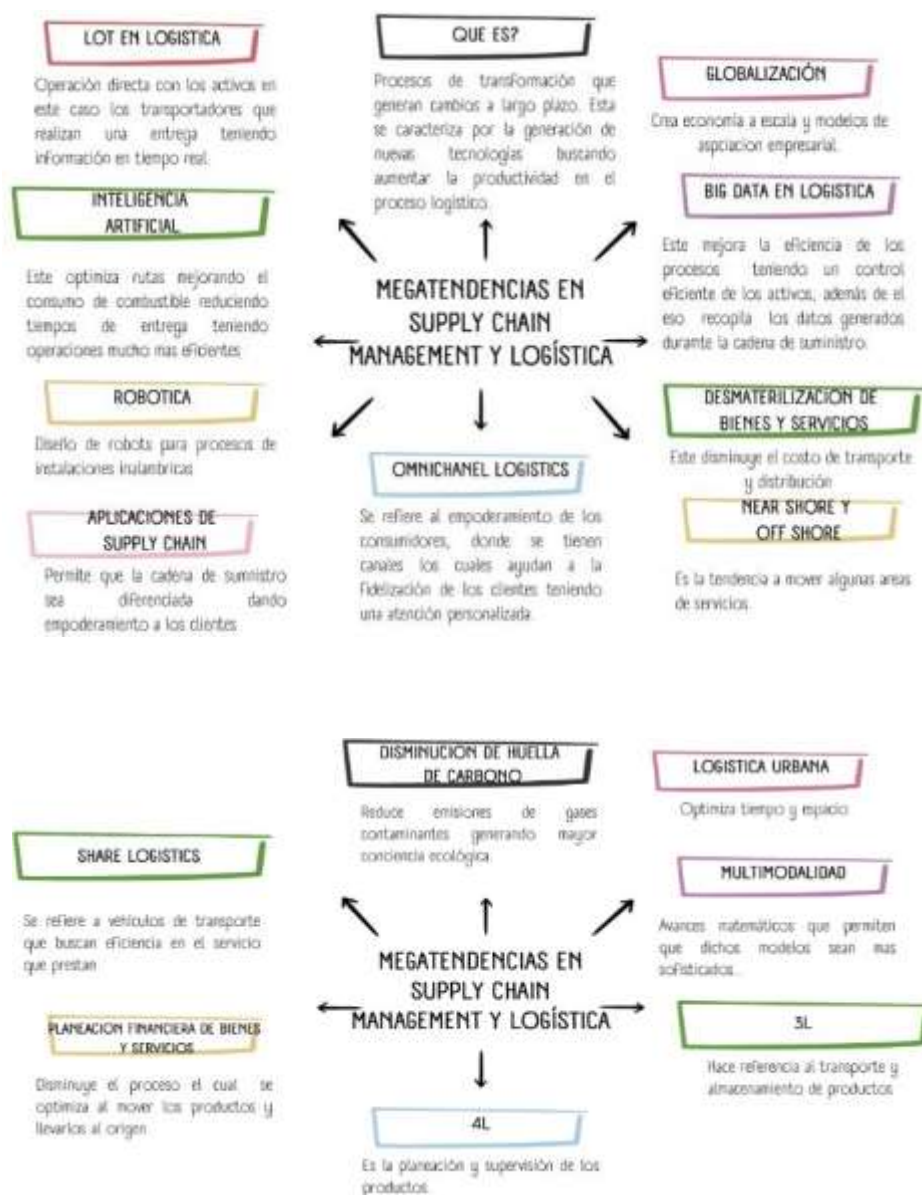 LOT EN LOGISTICA
Operación directa con los activos en
este caso los transportadores que
realizan una entrega teniendo
información en tiempo real.
INTELIGENCIA
ARTIFICIAL
Este optimiza rutas mejorando el
consumo de combustible reduciendo
tiempos de entrega teniendo
operaciones mucho mas eficientes
ROBOTICA
Diseño de robots para procesos de
instalaciones inalambricas
APLICACIONES DE
SUPPLY CHAIN
Permite que la cadena de sumnistro
sea diferenciada dando
empoderamiento a los clientes
QUE ES?
Procesos de transformación que
generan cambios a largo plazo. Esta
se caracteriza por la generación de
nuevas tecnologías buscando
aumentar la productividad en el
proceso logístico.
MEGATENDENCIAS EN
SUPPLY CHAIN
MANAGEMENT Y LOGÍSTICA
OMNICHANEL LOGISTICS
Se refiere al empoderamiento de los
consumidores, donde se tienen
canales los cuales ayudan a la
fidelización de los clientes teniendo
una atención personalizada.
GLOBALIZACIÓN
Crea economía a escala y modelos de
aspciacion empresarial.
BIG DATA EN LOGISTICA
Este mejora la eficiencia de los
procesos teniendo un control
eficiente de los activos, además de el
eso recopila los datos generados
durante la cadena de suministro.
DESMATERILIZACION DE
BIENES Y SERVICIOS
Este disminuye el costo de transporte
y distribución
NEAR SHORE Y
OFF SHORE
Es la tendencia a mover algunas areas
de servicios.
SHARE LOGISTICS
Se refiere a vehículos de transporte
que buscan eficiencia en el servicio
que prestan
PLANEACION FINANCIERA DE BIENES
Y SERVICIOS
Disminuye el proceso el cual se
optimiza al mover los productos y
llevarlos al origen
DISMINUCION DE HUELLA
DE CARBONO
Reduce emisiones de gases
contaminantes generando mayor
conciencia ecológica.
MEGATENDENCIAS EN
SUPPLY CHAIN
MANAGEMENT Y LOGÍSTICA
4L
Es la planeación y supervisión de los
productos.
LOGISTICA URBANA
Optimiza tiempo y espacio
MULTIMODALIDAD
Avances matemáticos que permiten
que dichos modelos sean mas
sofisticados.
3L
Hace referencia al transporte y
almacenamiento de productos